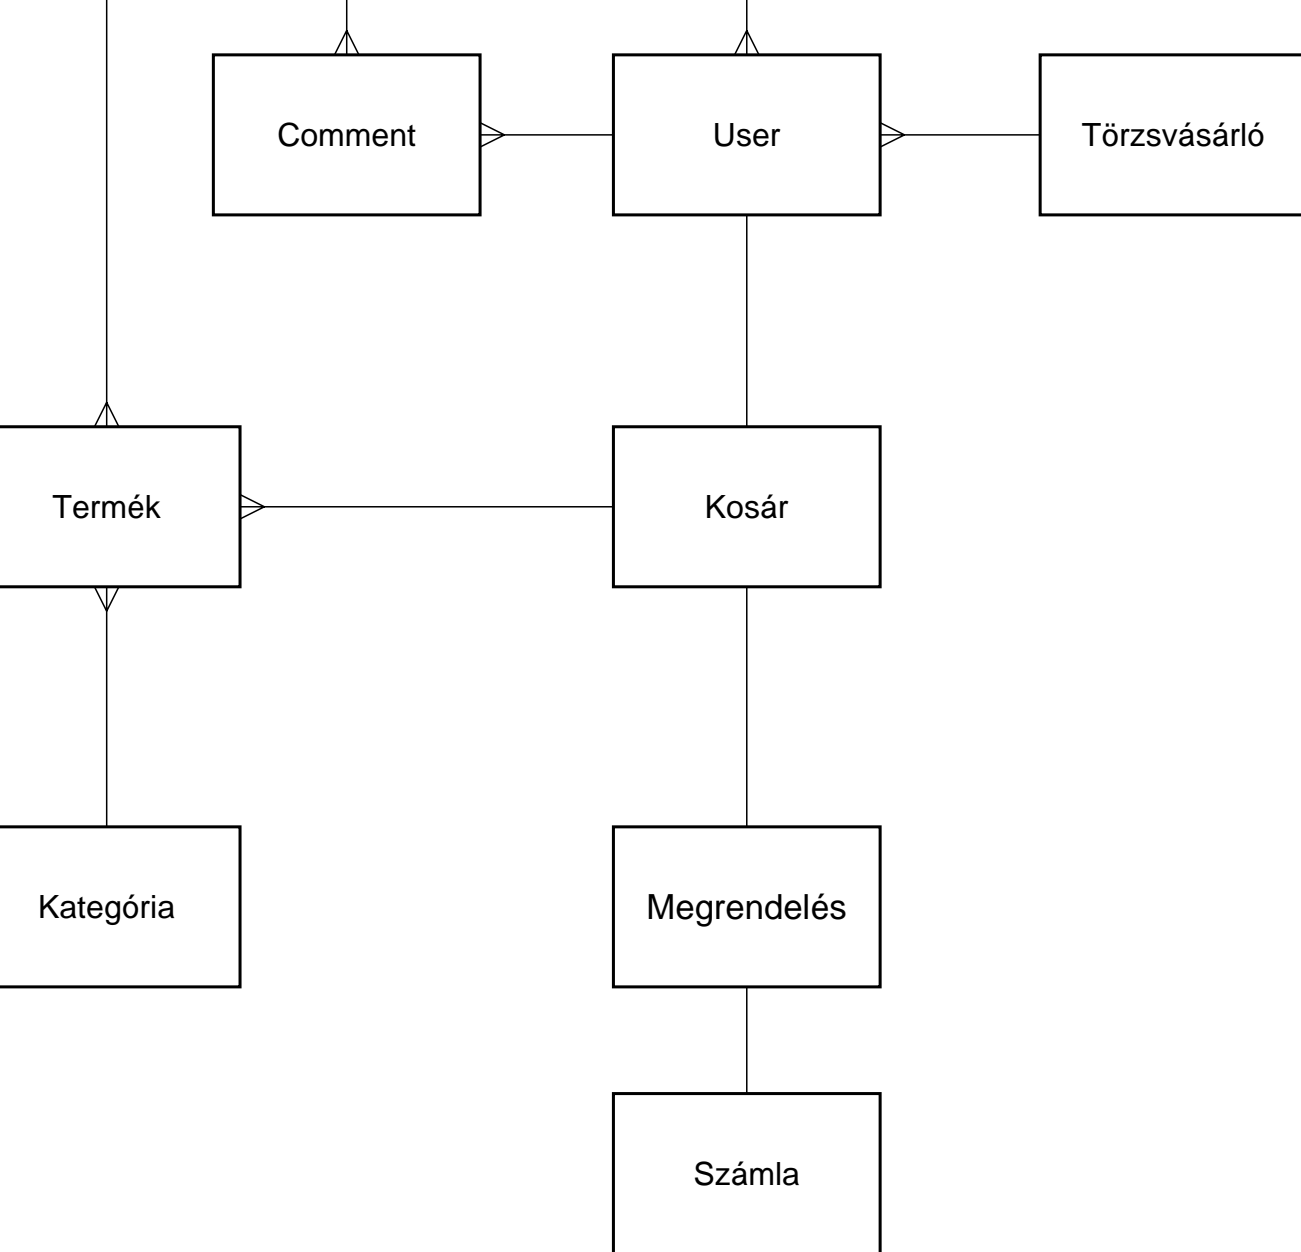 Comment
User
Törzsvásárló
Termék
Kosár
Kategória
Megrendelés
Számla